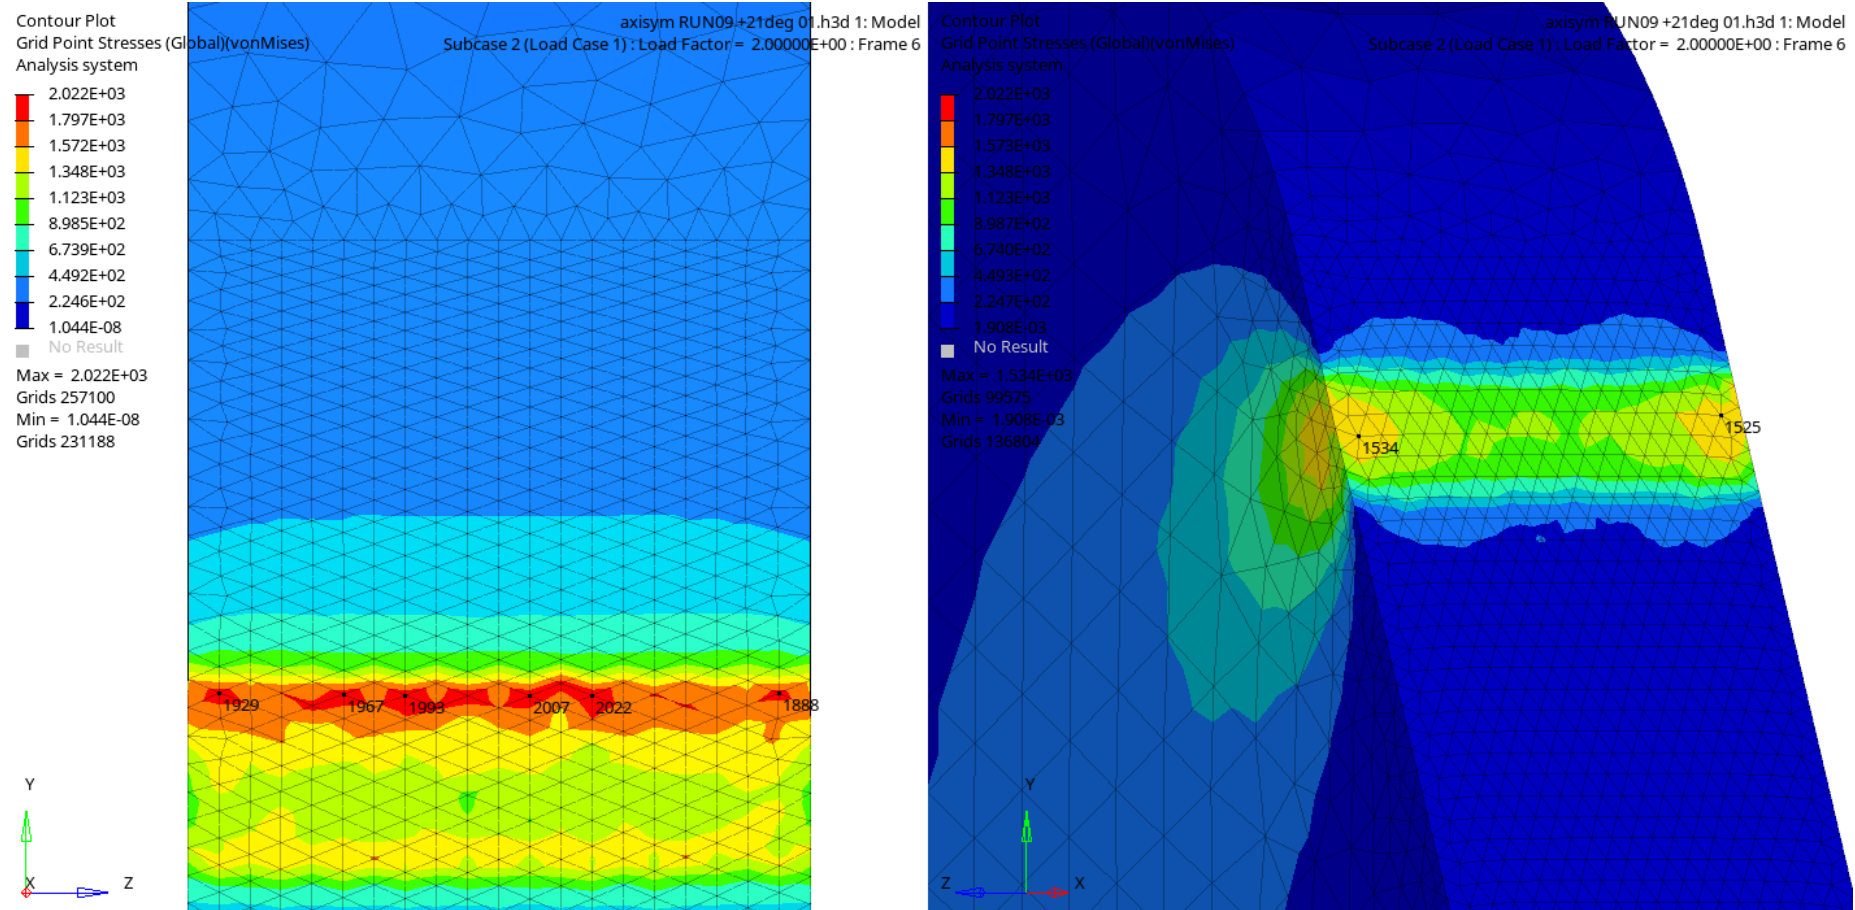 Contour Plot
Grid Point Stresses (Global)(vonMises)
Analysis system
2.022E+03
1.797E+03
1.572E+03
1.348E+03
1.123E+03
8.985E+02
6.739E+02
4.492E+02
2.246E+02
1.044E-08
No Result
Max = 2.022E+03
Grids 257100
Min = 1.044E-08
Grids 231188
axisym RUN09 +21deg 01.h3d 1: Model
Subcase 2 (Load Case 1) : Load Factor = 2.00000E+00 : Frame 6
1929
1967
1993
2007
2022
1888
Y
X
Z
Contour Plot
Grid Point Stresses (Global)(vonMises)
Analysis system
2.022E+03
1.797E+03
1.573E+03
1.348E+03
1.123E+03
8.987E+02
6.740E+02
4.493E+02
2.247E+02
1.908E-03
No Result
Max = 1.534E+03
Grids 99575
Min = 1.908E-03
Grids 136804
axisym RUN09 +21deg 01.h3d 1: Model
Subcase 2 (Load Case 1) : Load Factor = 2.00000E+00 : Frame 6
1534
1525
Y
Z
X